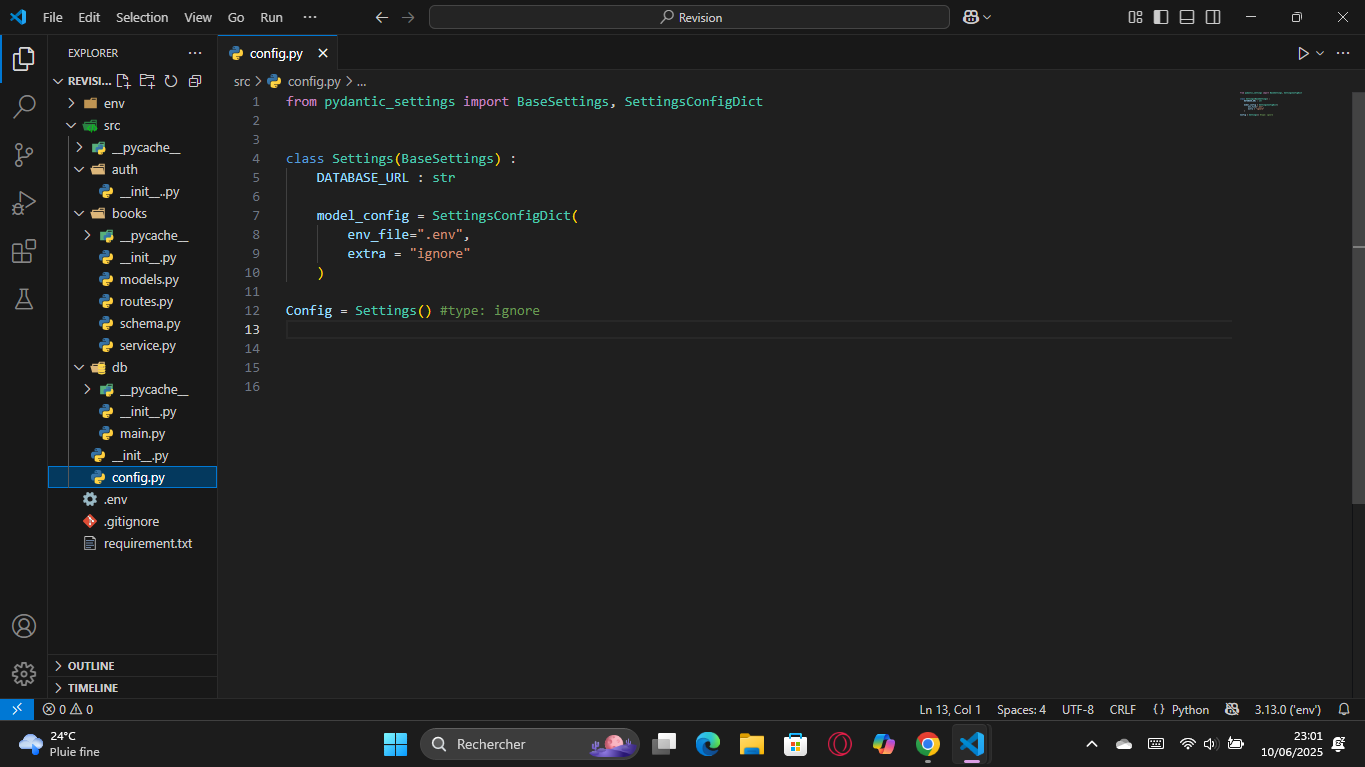 File Edit Selection View Go Run ···
Revision
EXPLORER ···
REVISI...
env
src
__pycache__
auth
__init__..py
books
__pycache__
__init__.py
models.py
routes.py
schema.py
service.py
db
__pycache__
__init__.py
main.py
__init__.py
config.py
.env
.gitignore
requirement.txt
OUTLINE
TIMELINE
config.py
src > config.py > ...
1 from pydantic_settings import BaseSettings, SettingsConfigDict
2
3
4 class Settings(BaseSettings) :
5 DATABASE_URL : str
6
7 model_config = SettingsConfigDict(
8 env_file=".env",
9 extra = "ignore"
10 )
11
12 Config = Settings() #type: ignore
13
14
15
16
0 0
Ln 13, Col 1 Spaces: 4 UTF-8 CRLF {} Python 3.13.0 ('env')
24°C
Pluie fine
Rechercher
23:01
10/06/2025